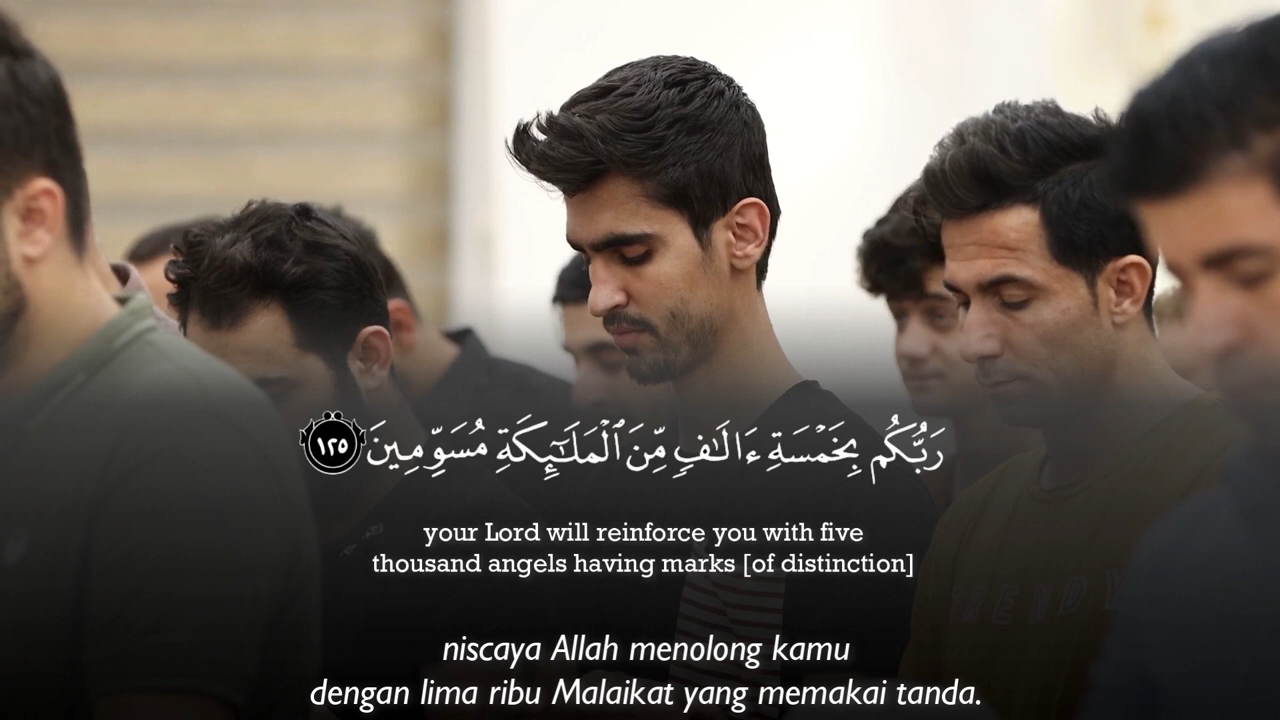 رَبُّكُم بِخَمْسَةِ ءَالَٰفٍ مِّنَ ٱلْمَلَـٰٓئِكَةِ مُسَوِّمِينَ ١٢٥
your Lord will reinforce you with five
thousand angels having marks [of distinction]
niscaya Allah menolong kamu
dengan lima ribu Malaikat yang memakai tanda.